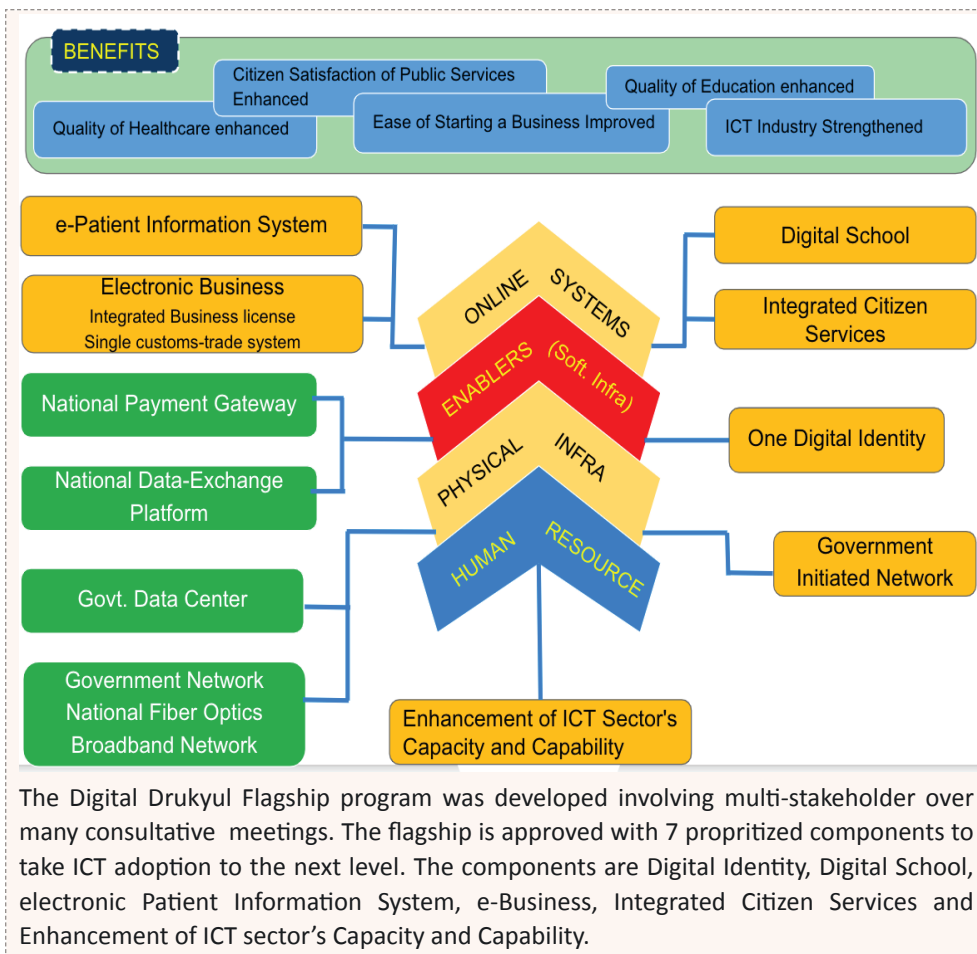 BENEFITS
Citizen Satisfaction of Public Services
Enhanced
Quality of Education enhanced
Quality of Healthcare enhanced
Ease of Starting a Business Improved
ICT Industry Strengthened
e-Patient Information System
Electronic Business
Integrated Business license
Single customs-trade system
National Payment Gateway
National Data-Exchange
Platform
Govt. Data Center
Government Network
National Fiber Optics
Broadband Network
ONLINE SYSTEMS
ENABLERS (Soft. Infra)
PHYSICAL INFRA
HUMAN RESOURCE
Digital School
Integrated Citizen
Services
One Digital Identity
Government
Initiated Network
Enhancement of ICT Sector's
Capacity and Capability
The Digital Drukyul Flagship program was developed involving multi-stakeholder over
many consultative meetings. The flagship is approved with 7 propritized components to
take ICT adoption to the next level. The components are Digital Identity, Digital School,
electronic Patient Information System, e-Business, Integrated Citizen Services and
Enhancement of ICT sector’s Capacity and Capability.